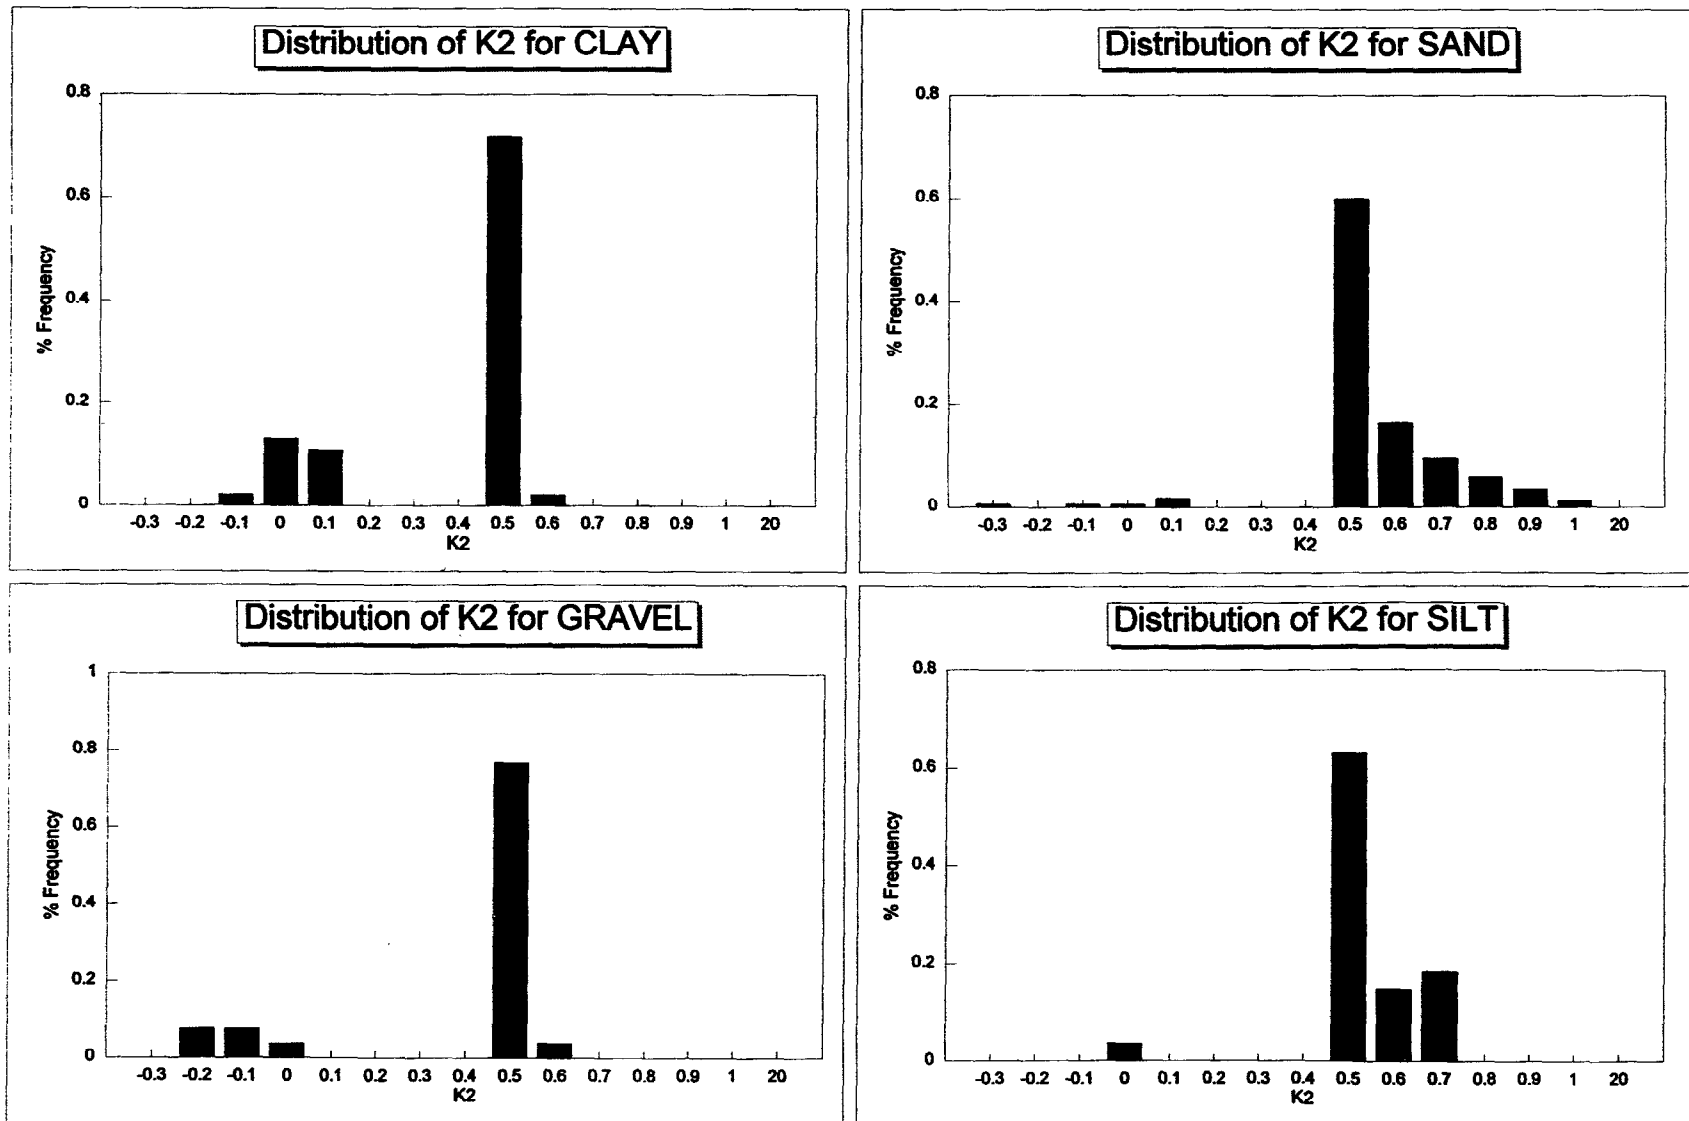 Distribution of K2 for CLAY
0.8
0.6
0.4
0.2
0
% Frequency
-0.3 -0.2 -0.1 0 0.1 0.2 0.3 0.4 0.5 0.6 0.7 0.8 0.9 1 20
K2
Distribution of K2 for SAND
0.8
0.6
0.4
0.2
0
% Frequency
-0.3 -0.2 -0.1 0 0.1 0.2 0.3 0.4 0.5 0.6 0.7 0.8 0.9 1 20
K2
Distribution of K2 for GRAVEL
1
0.8
0.6
0.4
0.2
0
% Frequency
-0.3 -0.2 -0.1 0 0.1 0.2 0.3 0.4 0.5 0.6 0.7 0.8 0.9 1 20
K2
Distribution of K2 for SILT
0.8
0.6
0.4
0.2
0
% Frequency
-0.3 -0.2 -0.1 0 0.1 0.2 0.3 0.4 0.5 0.6 0.7 0.8 0.9 1 20
K2